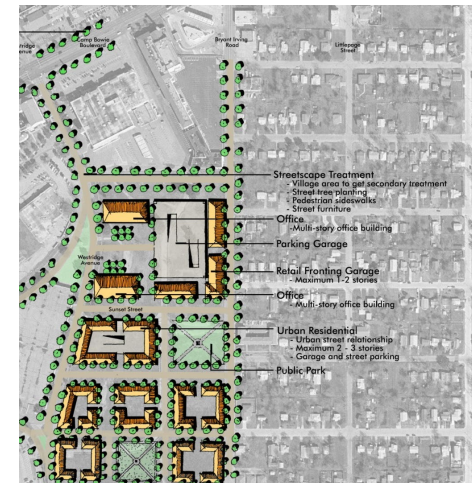 Camp Bowie
Boulevard
Bryant Irving
Road
Littlepage
Street
Streetscape Treatment
- Village area to get secondary treatment
- Street tree planting
- Pedestrian sideswalks
- Street furniture
Office
- Multi-story office building
Parking Garage
Westridge
Avenue
Retail Fronting Garage
- Maximum 1-2 stories
Office
- Multi-story office building
Sunset Street
Urban Residential
- Urban street relationship
- Maximum 2 - 3 stories
- Garage and street parking
Public Park